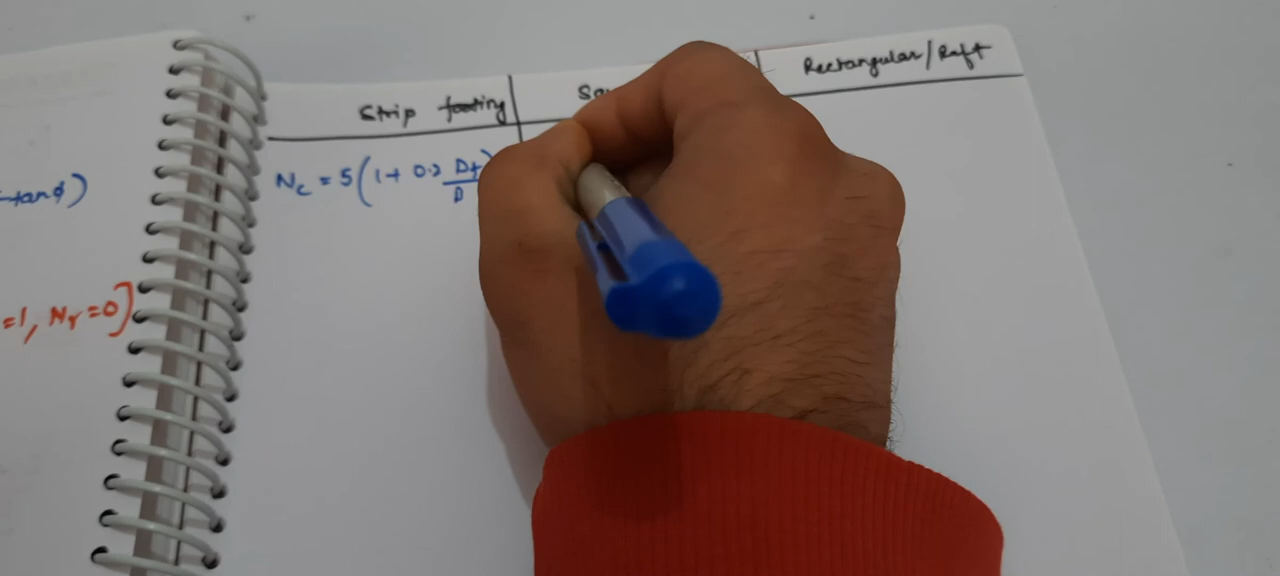 Strip footing
Rectangular/Raft
Nc = 5(1+ 0.2 Df/B)
tanϕ)
=1, Nγ=0]